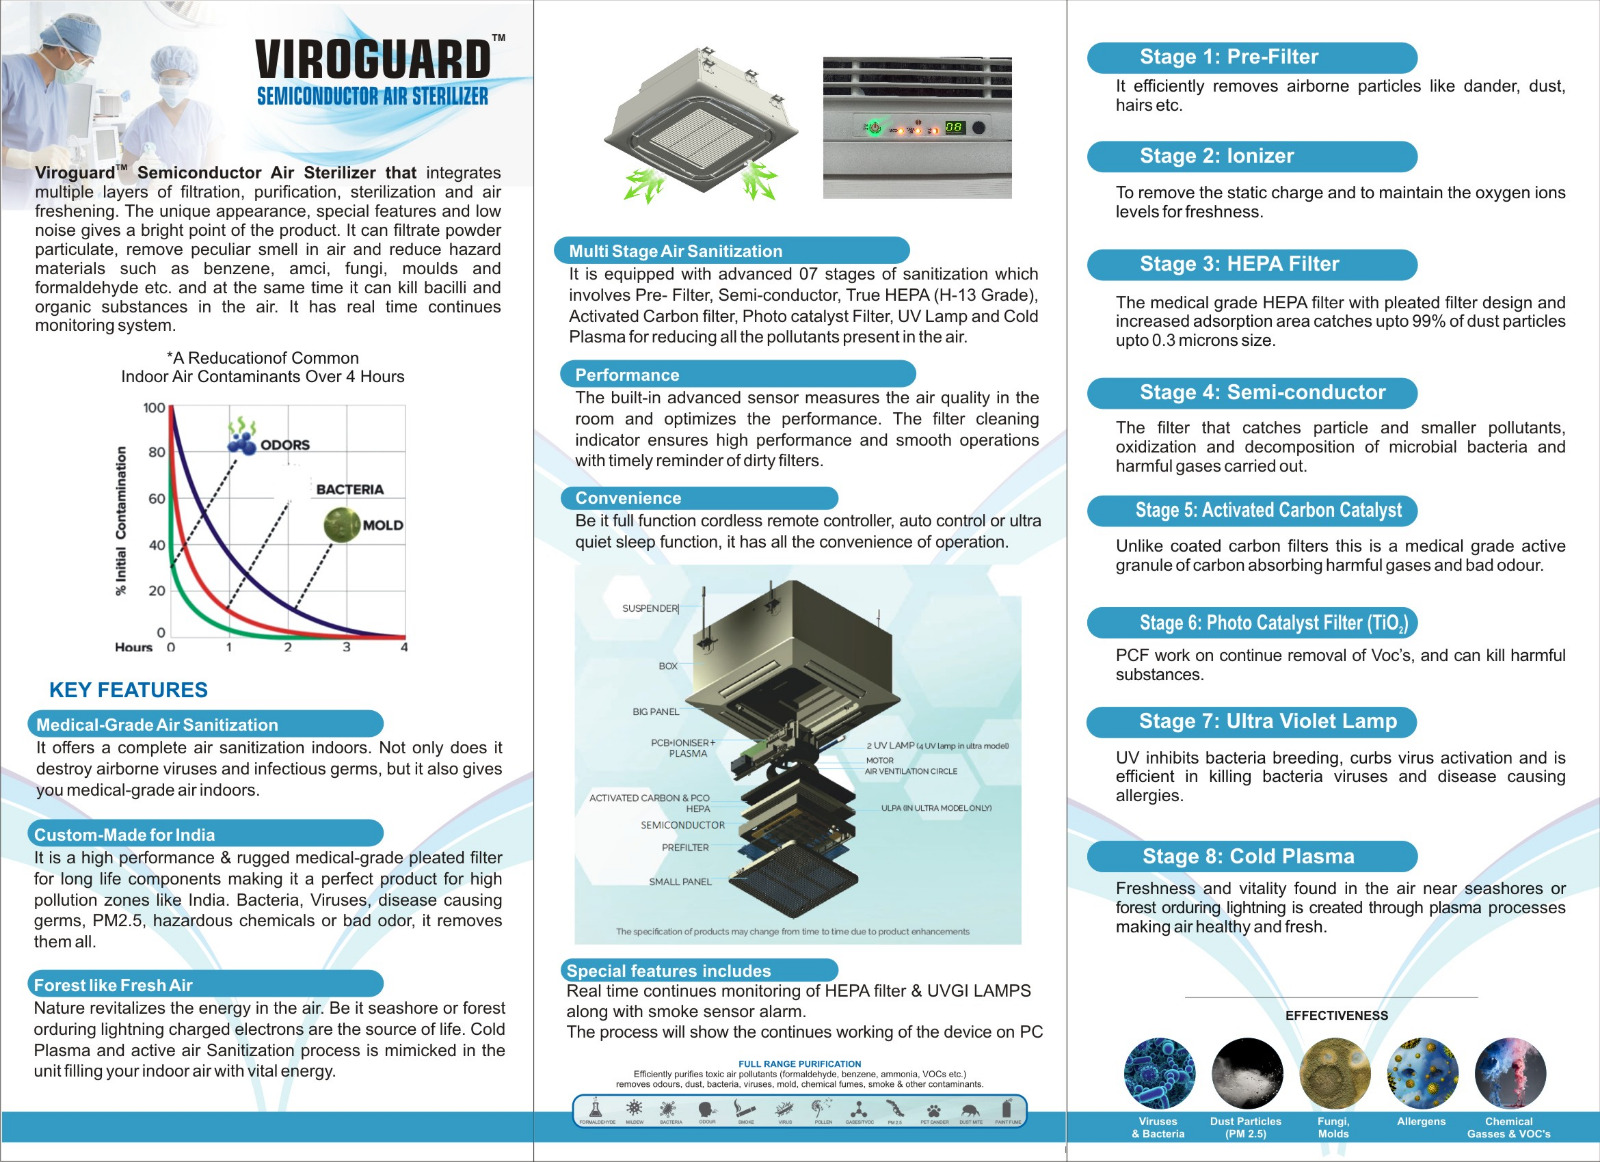 VIROGUARD™
SEMICONDUCTOR AIR STERILIZER
Viroguard™ Semiconductor Air Sterilizer that integrates
multiple layers of filtration, purification, sterilization and air
freshening. The unique appearance, special features and low
noise gives a bright point of the product. It can filtrate powder
particulate, remove peculiar smell in air and reduce hazard
materials such as benzene, amci, fungi, moulds and
formaldehyde etc. and at the same time it can kill bacilli and
organic substances in the air. It has real time continues
monitoring system.
*A Reducationof Common
Indoor Air Contaminants Over 4 Hours
% Initial Contamination
100
80
60
40
20
0
ODORS
BACTERIA
MOLD
Hours 0 1 2 3 4
KEY FEATURES
Medical-Grade Air Sanitization
It offers a complete air sanitization indoors. Not only does it
destroy airborne viruses and infectious germs, but it also gives
you medical-grade air indoors.
Custom-Made for India
It is a high performance & rugged medical-grade pleated filter
for long life components making it a perfect product for high
pollution zones like India. Bacteria, Viruses, disease causing
germs, PM2.5, hazardous chemicals or bad odor, it removes
them all.
Forest like Fresh Air
Nature revitalizes the energy in the air. Be it seashore or forest
orduring lightning charged electrons are the source of life. Cold
Plasma and active air Sanitization process is mimicked in the
unit filling your indoor air with vital energy.
08
Multi Stage Air Sanitization
It is equipped with advanced 07 stages of sanitization which
involves Pre- Filter, Semi-conductor, True HEPA (H-13 Grade),
Activated Carbon filter, Photo catalyst Filter, UV Lamp and Cold
Plasma for reducing all the pollutants present in the air.
Performance
The built-in advanced sensor measures the air quality in the
room and optimizes the performance. The filter cleaning
indicator ensures high performance and smooth operations
with timely reminder of dirty filters.
Convenience
Be it full function cordless remote controller, auto control or ultra
quiet sleep function, it has all the convenience of operation.
SUSPENDER
BOX
BIG PANEL
PCB+IONISER+
PLASMA
2 UV LAMP (4 UV lamp in ultra model)
MOTOR
AIR VENTILATION CIRCLE
ACTIVATED CARBON & PCO
HEPA
ULPA (IN ULTRA MODEL ONLY)
SEMICONDUCTOR
PREFILTER
SMALL PANEL
The specification of products may change from time to time due to product enhancements
Special features includes
Real time continues monitoring of HEPA filter & UVGI LAMPS
along with smoke sensor alarm.
The process will show the continues working of the device on PC
FULL RANGE PURIFICATION
Efficiently purifies toxic air pollutants (formaldehyde, benzene, ammonia, VOCs etc.)
removes odours, dust, bacteria, viruses, mold, chemical fumes, smoke & other contaminants.
FORMALDEHYDE MILDEW BACTERIA ODOUR SMOKE VIRUS POLLEN GASES/TVOC PM 2.5 PET DANDER DUST MITE PAINT FUME
Stage 1: Pre-Filter
It efficiently removes airborne particles like dander, dust,
hairs etc.
Stage 2: Ionizer
To remove the static charge and to maintain the oxygen ions
levels for freshness.
Stage 3: HEPA Filter
The medical grade HEPA filter with pleated filter design and
increased adsorption area catches upto 99% of dust particles
upto 0.3 microns size.
Stage 4: Semi-conductor
The filter that catches particle and smaller pollutants,
oxidization and decomposition of microbial bacteria and
harmful gases carried out.
Stage 5: Activated Carbon Catalyst
Unlike coated carbon filters this is a medical grade active
granule of carbon absorbing harmful gases and bad odour.
Stage 6: Photo Catalyst Filter (TiO₂)
PCF work on continue removal of Voc's, and can kill harmful
substances.
Stage 7: Ultra Violet Lamp
UV inhibits bacteria breeding, curbs virus activation and is
efficient in killing bacteria viruses and disease causing
allergies.
Stage 8: Cold Plasma
Freshness and vitality found in the air near seashores or
forest orduring lightning is created through plasma processes
making air healthy and fresh.
EFFECTIVENESS
Viruses
& Bacteria
Dust Particles
(PM 2.5)
Fungi,
Molds
Allergens
Chemical
Gasses & VOC's